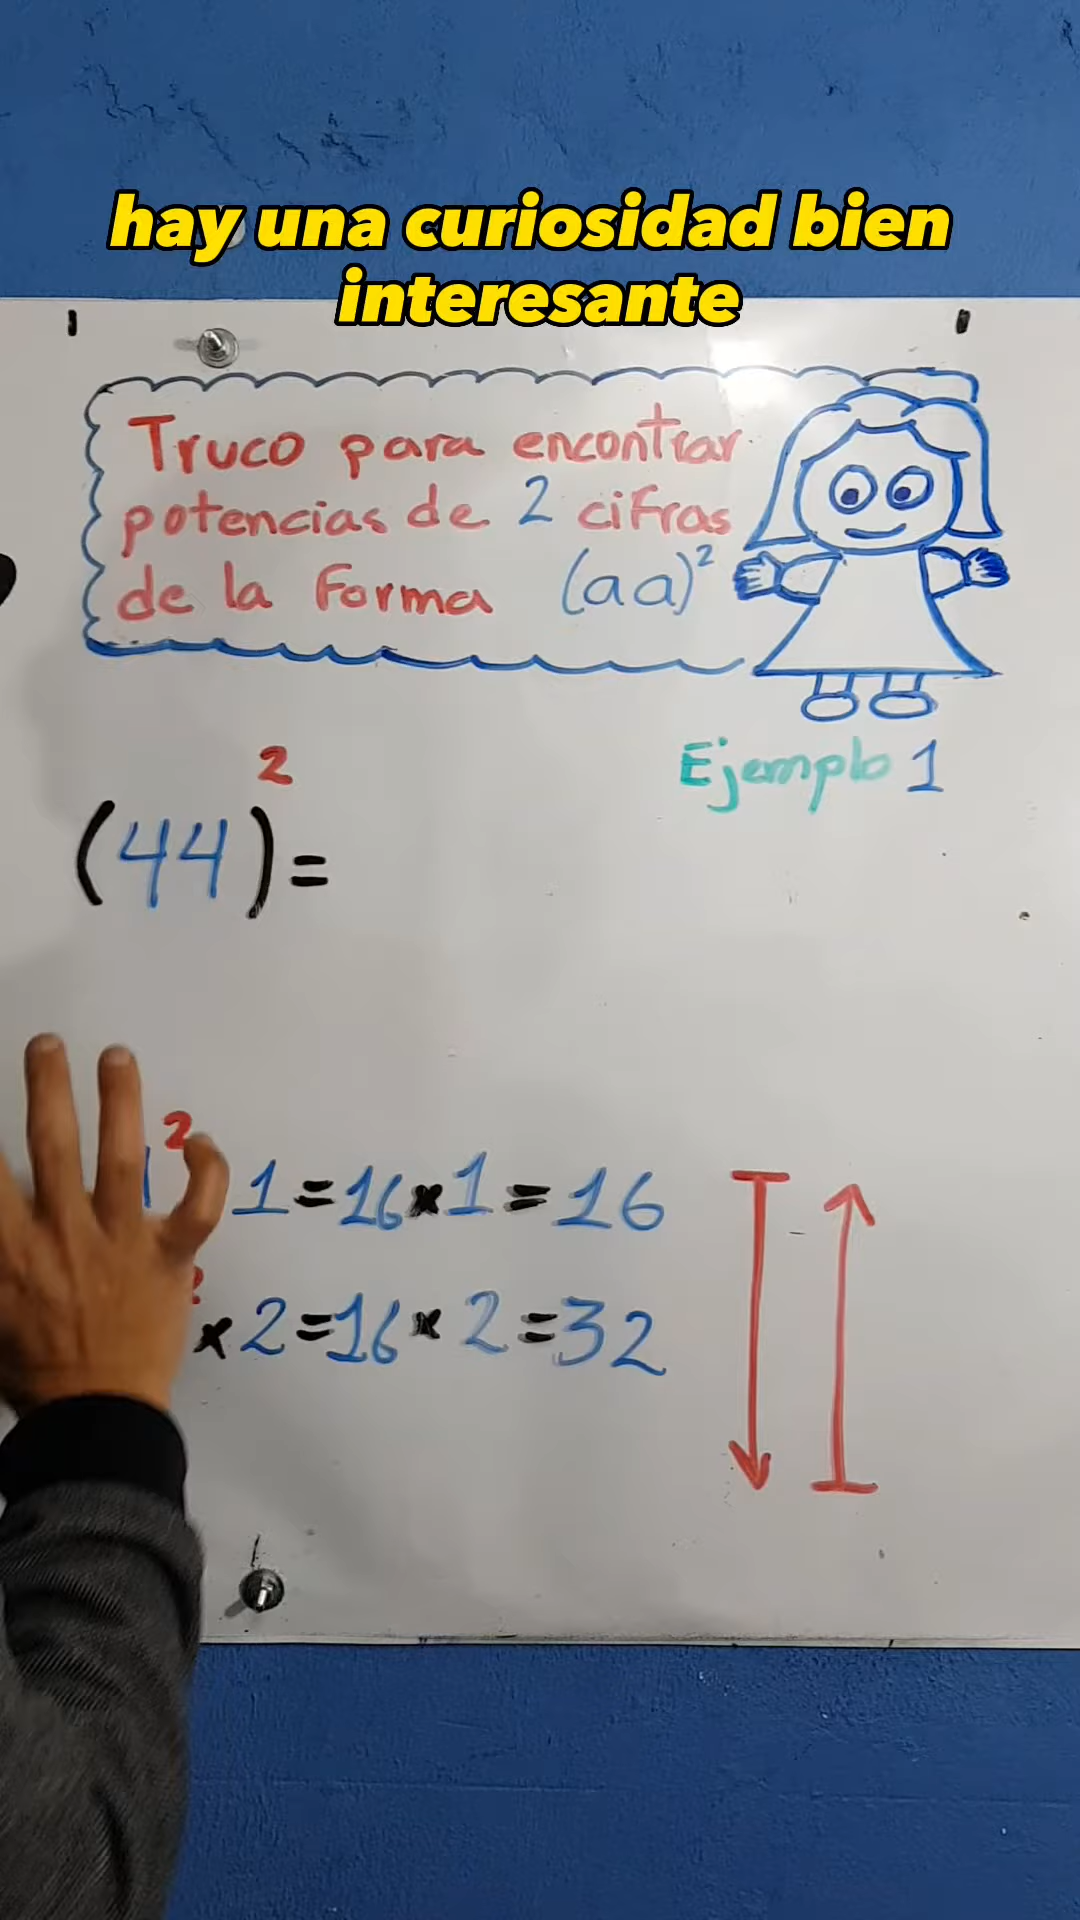 hay una curiosidad bien
interesante
Truco para encontrar
potencias de 2 cifras
de la Forma (aa)²
Ejemplo 1
(44)² =
² 1 = 16 × 1 = 16
× 2 = 16 × 2 = 32